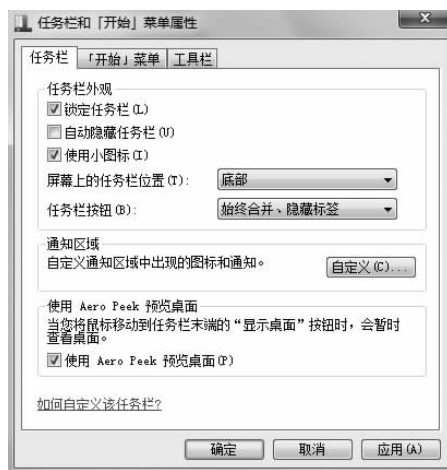 任务栏和「开始」菜单属性
任务栏 「开始」菜单 工具栏
任务栏外观
锁定任务栏(L)
自动隐藏任务栏(U)
使用小图标(I)
屏幕上的任务栏位置(T): 底部
任务栏按钮(B): 始终合并、隐藏标签
通知区域
自定义通知区域中出现的图标和通知。 自定义(C)...
使用 Aero Peek 预览桌面
当您将鼠标移动到任务栏末端的“显示桌面”按钮时，会暂时
查看桌面。
使用 Aero Peek 预览桌面(P)
如何自定义该任务栏?
确定 取消 应用(A)